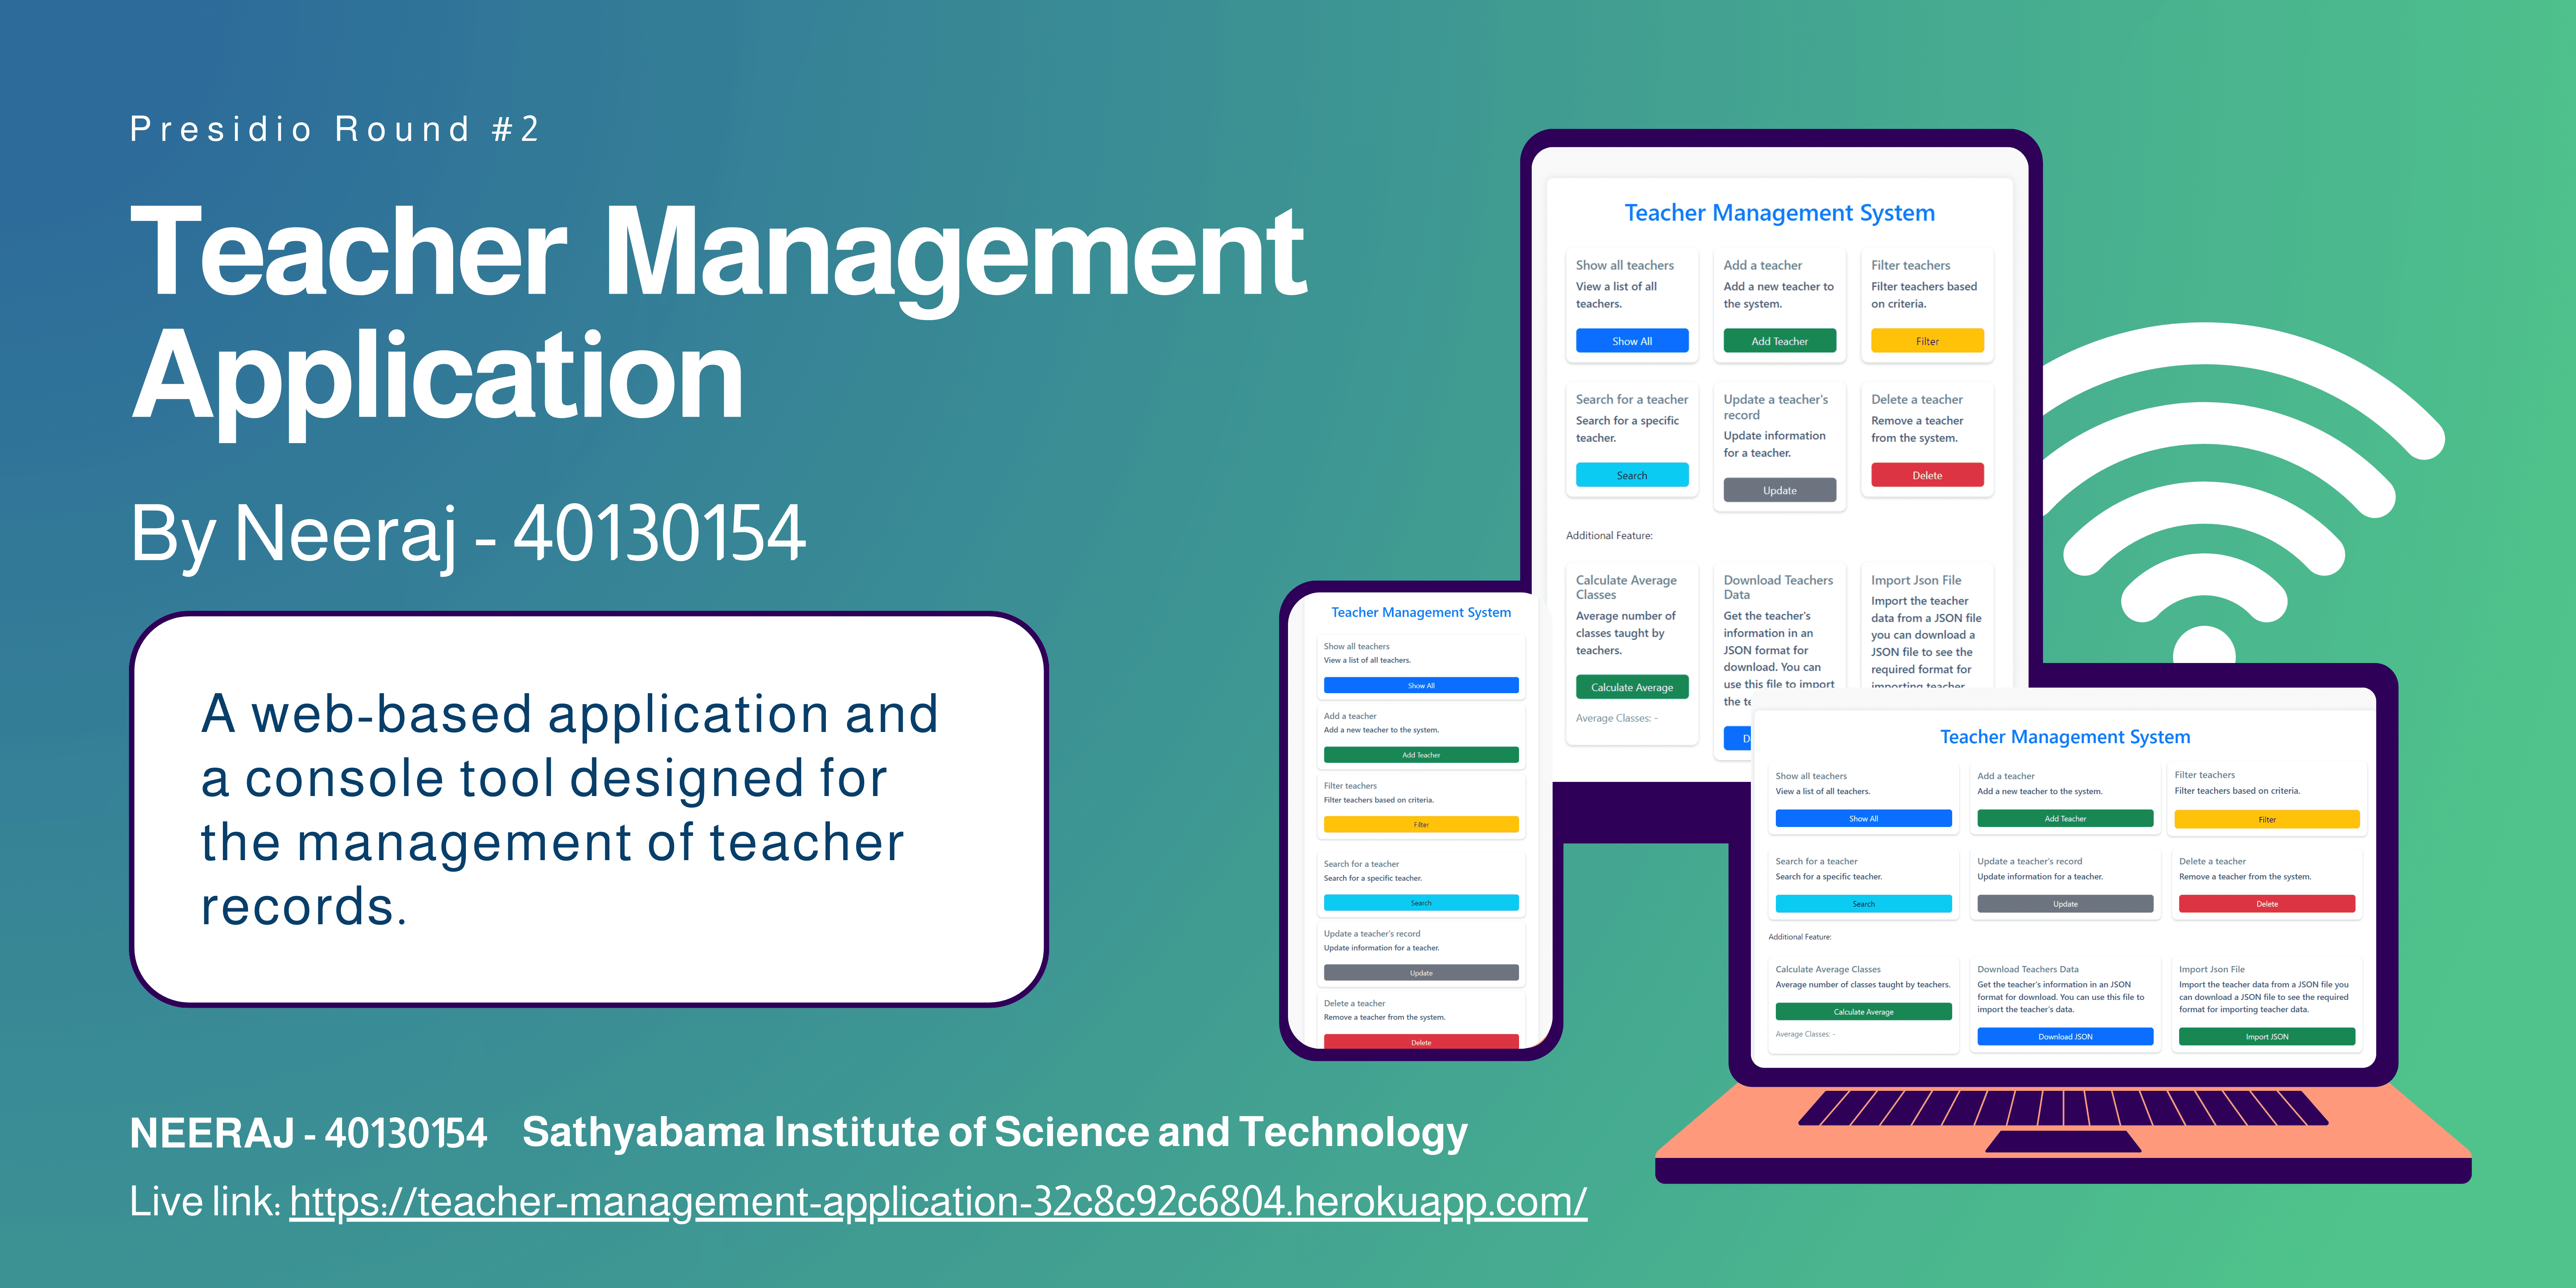 Presidio Round #2
Teacher Management
Application
By Neeraj - 40130154
A web-based application and
a console tool designed for
the management of teacher
records.
NEERAJ - 40130154 Sathyabama Institute of Science and Technology
Live link: https://teacher-management-application-32c8c92c6804.herokuapp.com/
Teacher Management System
Show all teachers
View a list of all
teachers.
Show All
Add a teacher
Add a new teacher to
the system.
Add Teacher
Filter teachers
Filter teachers based
on criteria.
Filter
Search for a teacher
Search for a specific
teacher.
Search
Update a teacher's
record
Update information
for a teacher.
Update
Delete a teacher
Remove a teacher
from the system.
Delete
Additional Feature:
Calculate Average
Classes
Average number of
classes taught by
teachers.
Calculate Average
Average Classes: -
Download Teachers
Data
Get the teacher's
information in an
JSON format for
download. You can
use this file to import
the
Import Json File
Import the teacher
data from a JSON file
you can download a
JSON file to see the
required format for
importing teacher
Teacher Management System
Show all teachers
View a list of all teachers.
Show All
Add a teacher
Add a new teacher to the system.
Add Teacher
Filter teachers
Filter teachers based on criteria.
Filter
Search for a teacher
Search for a specific teacher.
Search
Update a teacher's record
Update information for a teacher.
Update
Delete a teacher
Remove a teacher from the system.
Delete
Teacher Management System
Show all teachers
View a list of all teachers.
Show All
Add a teacher
Add a new teacher to the system.
Add Teacher
Filter teachers
Filter teachers based on criteria.
Filter
Search for a teacher
Search for a specific teacher.
Search
Update a teacher's record
Update information for a teacher.
Update
Delete a teacher
Remove a teacher from the system.
Delete
Additional Feature:
Calculate Average Classes
Average number of classes taught by teachers.
Calculate Average
Average Classes: -
Download Teachers Data
Get the teacher's information in an JSON
format for download. You can use this file to
import the teacher's data.
Download JSON
Import Json File
Import the teacher data from a JSON file you
can download a JSON file to see the required
format for importing teacher data.
Import JSON